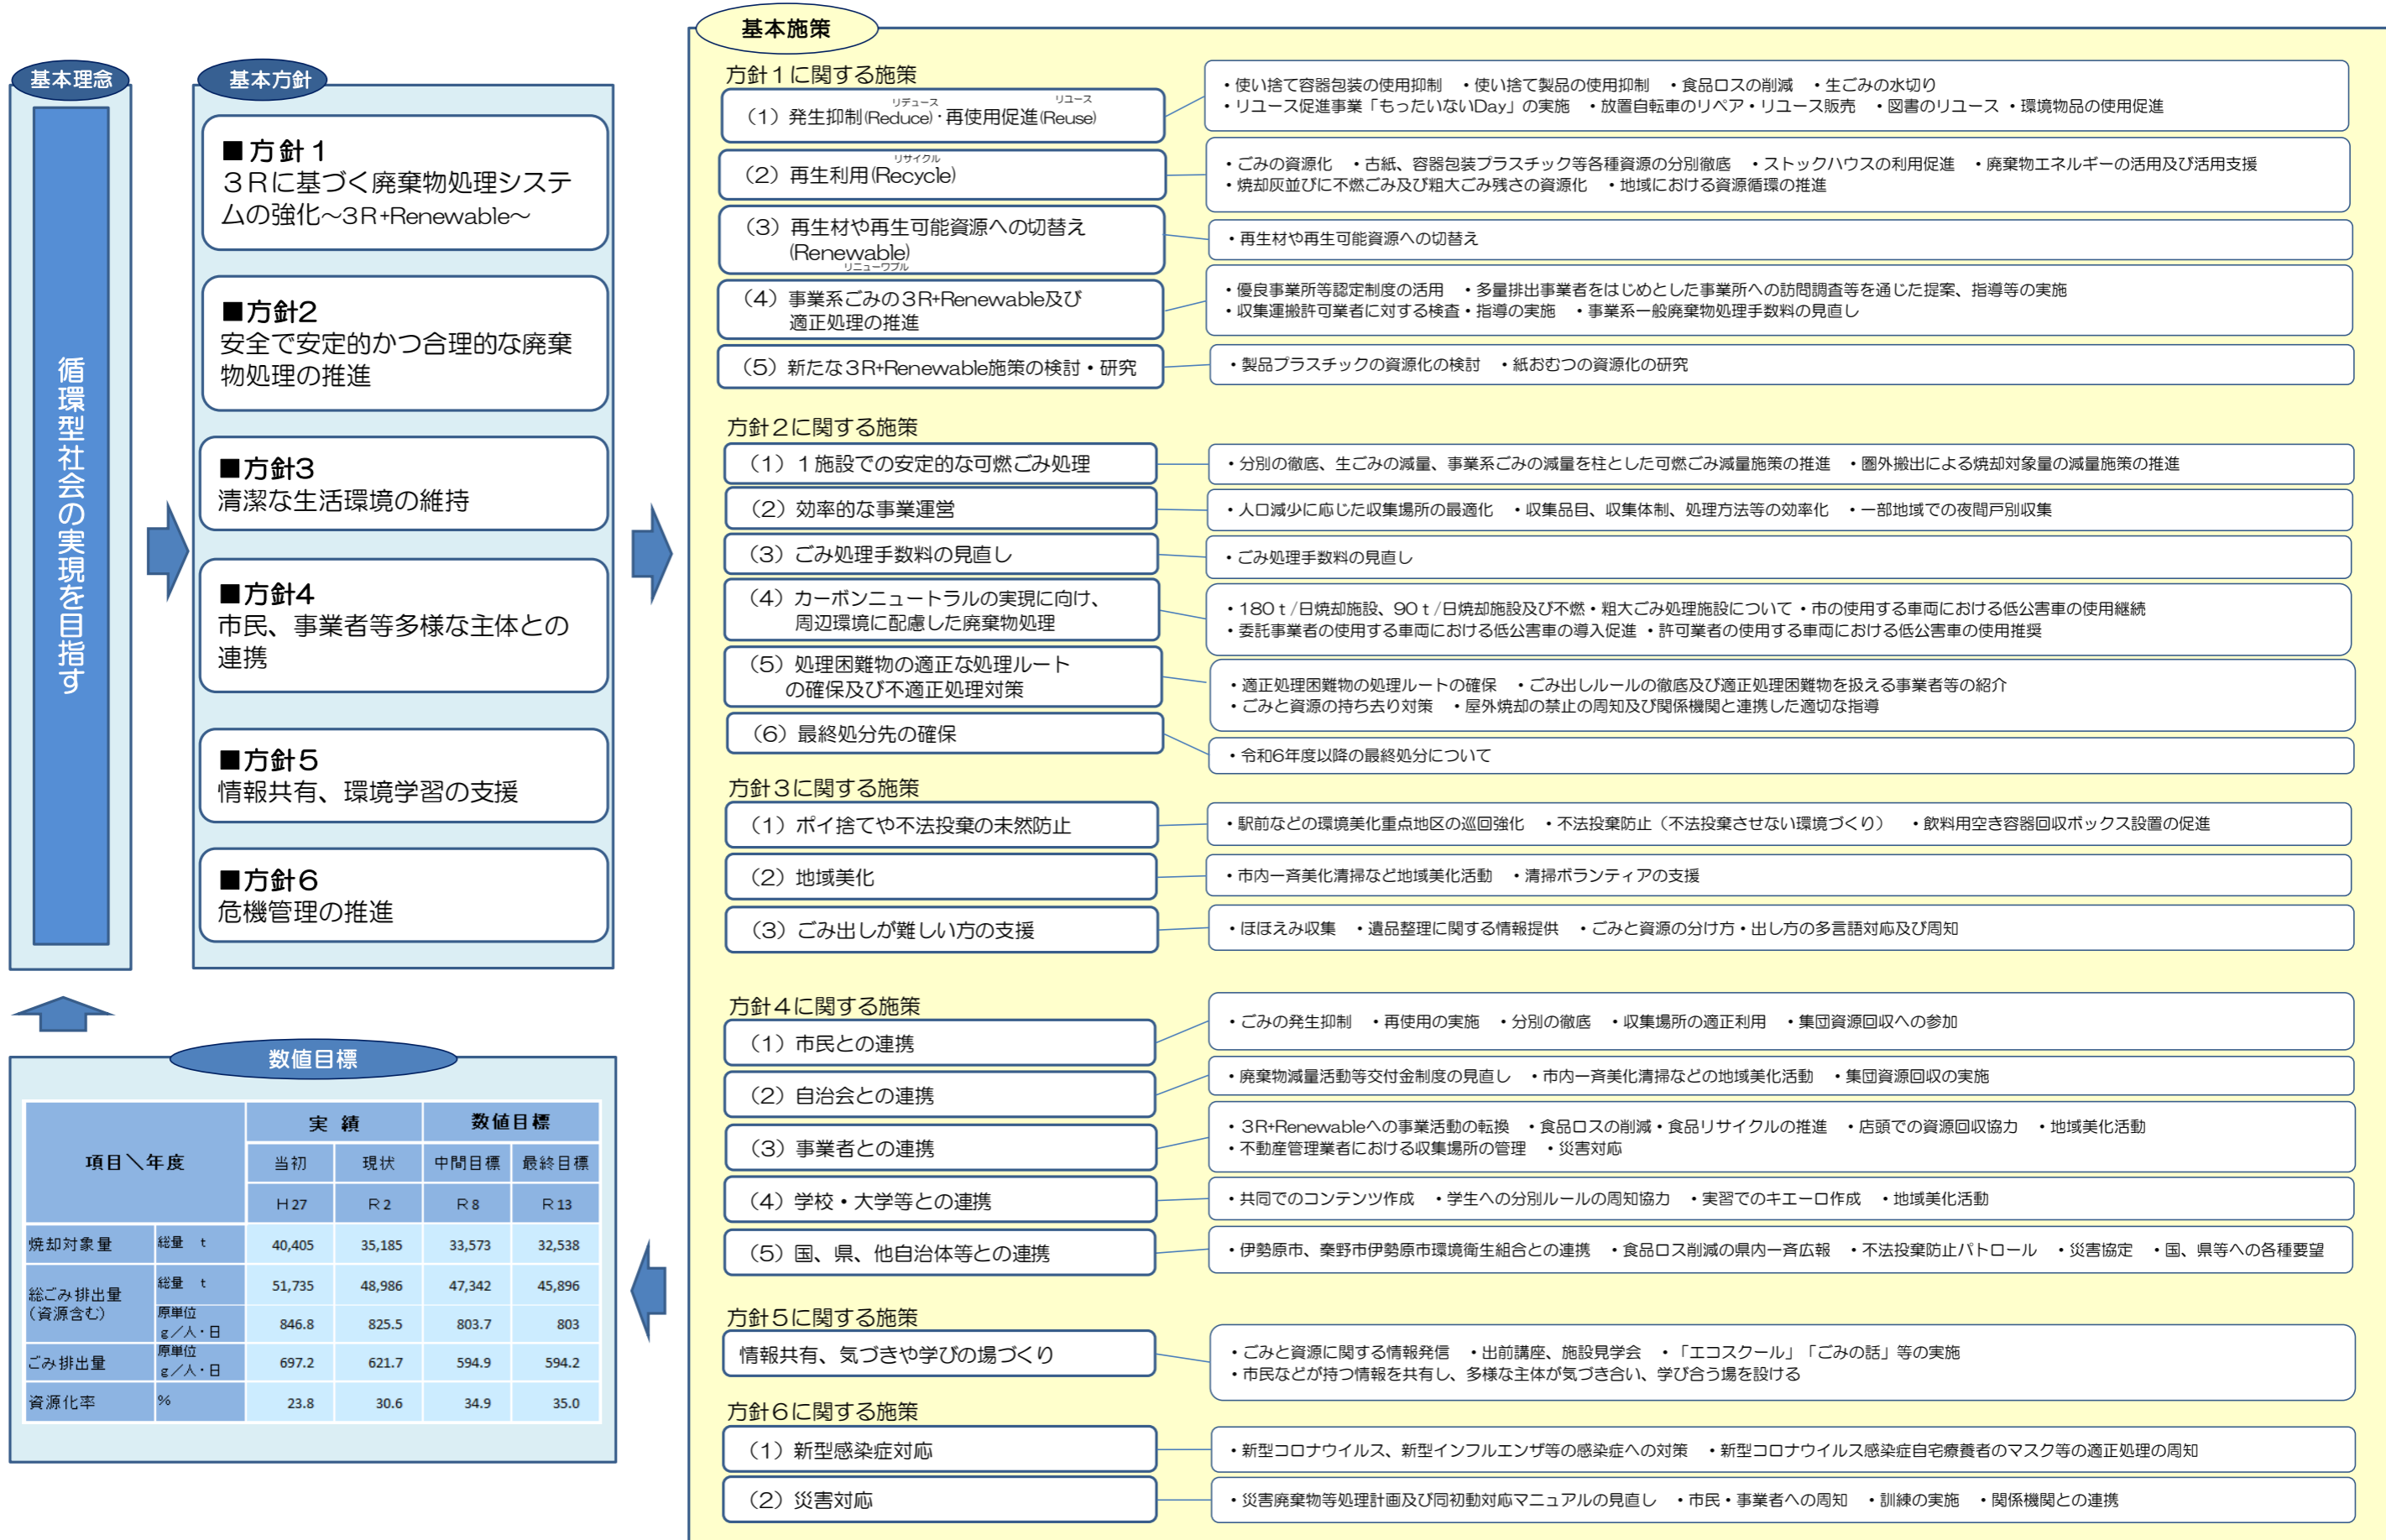 基本理念
循環型社会の実現を目指す
基本方針
■方針1
3Rに基づく廃棄物処理システ
ムの強化～3R+Renewable～
■方針2
安全で安定的かつ合理的な廃棄
物処理の推進
■方針3
清潔な生活環境の維持
■方針4
市民、事業者等多様な主体との
連携
■方針5
情報共有、環境学習の支援
■方針6
危機管理の推進
数値目標
項目＼年度 実 績 数値目標
当初 現状 中間目標 最終目標
H27 R2 R8 R13
焼却対象量 総量 t 40,405 35,185 33,573 32,538
総ごみ排出量
（資源含む） 総量 t 51,735 48,986 47,342 45,896
原単位
g／人・日 846.8 825.5 803.7 803
ごみ排出量 原単位
g／人・日 697.2 621.7 594.9 594.2
資源化率 % 23.8 30.6 34.9 35.0
基本施策
方針1に関する施策
リデュース リユース
（1）発生抑制(Reduce)・再使用促進(Reuse)
・使い捨て容器包装の使用抑制 ・使い捨て製品の使用抑制 ・食品ロスの削減 ・生ごみの水切り
・リユース促進事業「もったいないDay」の実施 ・放置自転車のリペア・リユース販売 ・図書のリユース ・環境物品の使用促進
リサイクル
（2）再生利用(Recycle)
・ごみの資源化 ・古紙、容器包装プラスチック等各種資源の分別徹底 ・ストックハウスの利用促進 ・廃棄物エネルギーの活用及び活用支援
・焼却灰並びに不燃ごみ及び粗大ごみ残さの資源化 ・地域における資源循環の推進
（3）再生材や再生可能資源への切替え
(Renewable)
リニューワブル
・再生材や再生可能資源への切替え
（4）事業系ごみの3R+Renewable及び
適正処理の推進
・優良事業所等認定制度の活用 ・多量排出事業者をはじめとした事業所への訪問調査等を通じた提案、指導等の実施
・収集運搬許可業者に対する検査・指導の実施 ・事業系一般廃棄物処理手数料の見直し
（5）新たな3R+Renewable施策の検討・研究
・製品プラスチックの資源化の検討 ・紙おむつの資源化の研究
方針2に関する施策
（1）1施設での安定的な可燃ごみ処理
・分別の徹底、生ごみの減量、事業系ごみの減量を柱とした可燃ごみ減量施策の推進 ・圏外搬出による焼却対象量の減量施策の推進
（2）効率的な事業運営
・人口減少に応じた収集場所の最適化 ・収集品目、収集体制、処理方法等の効率化 ・一部地域での夜間戸別収集
（3）ごみ処理手数料の見直し
・ごみ処理手数料の見直し
（4）カーボンニュートラルの実現に向け、
周辺環境に配慮した廃棄物処理
・180ｔ/日焼却施設、90ｔ/日焼却施設及び不燃・粗大ごみ処理施設について ・市の使用する車両における低公害車の使用継続
・委託事業者の使用する車両における低公害車の導入促進 ・許可業者の使用する車両における低公害車の使用推奨
（5）処理困難物の適正な処理ルート
の確保及び不適正処理対策
・適正処理困難物の処理ルートの確保 ・ごみ出しルールの徹底及び適正処理困難物を扱える事業者等の紹介
・ごみと資源の持ち去り対策 ・屋外焼却の禁止の周知及び関係機関と連携した適切な指導
（6）最終処分先の確保
・令和6年度以降の最終処分について
方針3に関する施策
（1）ポイ捨てや不法投棄の未然防止
・駅前などの環境美化重点地区の巡回強化 ・不法投棄防止（不法投棄させない環境づくり） ・飲料用空き容器回収ボックス設置の促進
（2）地域美化
・市内一斉美化清掃など地域美化活動 ・清掃ボランティアの支援
（3）ごみ出しが難しい方の支援
・ほほえみ収集 ・遺品整理に関する情報提供 ・ごみと資源の分け方・出し方の多言語対応及び周知
方針4に関する施策
（1）市民との連携
・ごみの発生抑制 ・再使用の実施 ・分別の徹底 ・収集場所の適正利用 ・集団資源回収への参加
（2）自治会との連携
・廃棄物減量活動等交付金制度の見直し ・市内一斉美化清掃などの地域美化活動 ・集団資源回収の実施
（3）事業者との連携
・3R+Renewableへの事業活動の転換 ・食品ロスの削減・食品リサイクルの推進 ・店頭での資源回収協力 ・地域美化活動
・不動産管理業者における収集場所の管理 ・災害対応
（4）学校・大学等との連携
・共同でのコンテンツ作成 ・学生への分別ルールの周知協力 ・実習でのキエーロ作成 ・地域美化活動
（5）国、県、他自治体等との連携
・伊勢原市、秦野市伊勢原市環境衛生組合との連携 ・食品ロス削減の県内一斉広報 ・不法投棄防止パトロール ・災害協定 ・国、県等への各種要望
方針5に関する施策
情報共有、気づきや学びの場づくり
・ごみと資源に関する情報発信 ・出前講座、施設見学会 ・「エコスクール」「ごみの話」等の実施
・市民などが持つ情報を共有し、多様な主体が気づき合い、学び合う場を設ける
方針6に関する施策
（1）新型感染症対応
・新型コロナウイルス、新型インフルエンザ等の感染症への対策 ・新型コロナウイルス感染症自宅療養者のマスク等の適正処理の周知
（2）災害対応
・災害廃棄物等処理計画及び同初動対応マニュアルの見直し ・市民・事業者への周知 ・訓練の実施 ・関係機関との連携